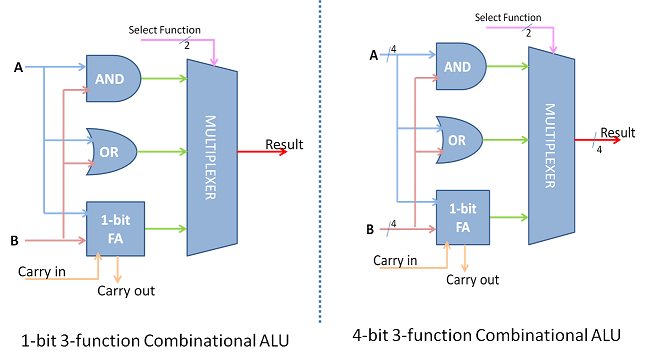 Select Function
2
A
AND
OR
MULTIPLEXER
Result
1-bit
FA
B
Carry in
Carry out
1-bit 3-function Combinational ALU
Select Function
2
A
4
AND
OR
MULTIPLEXER
Result
4
1-bit
FA
B
4
Carry in
Carry out
4-bit 3-function Combinational ALU